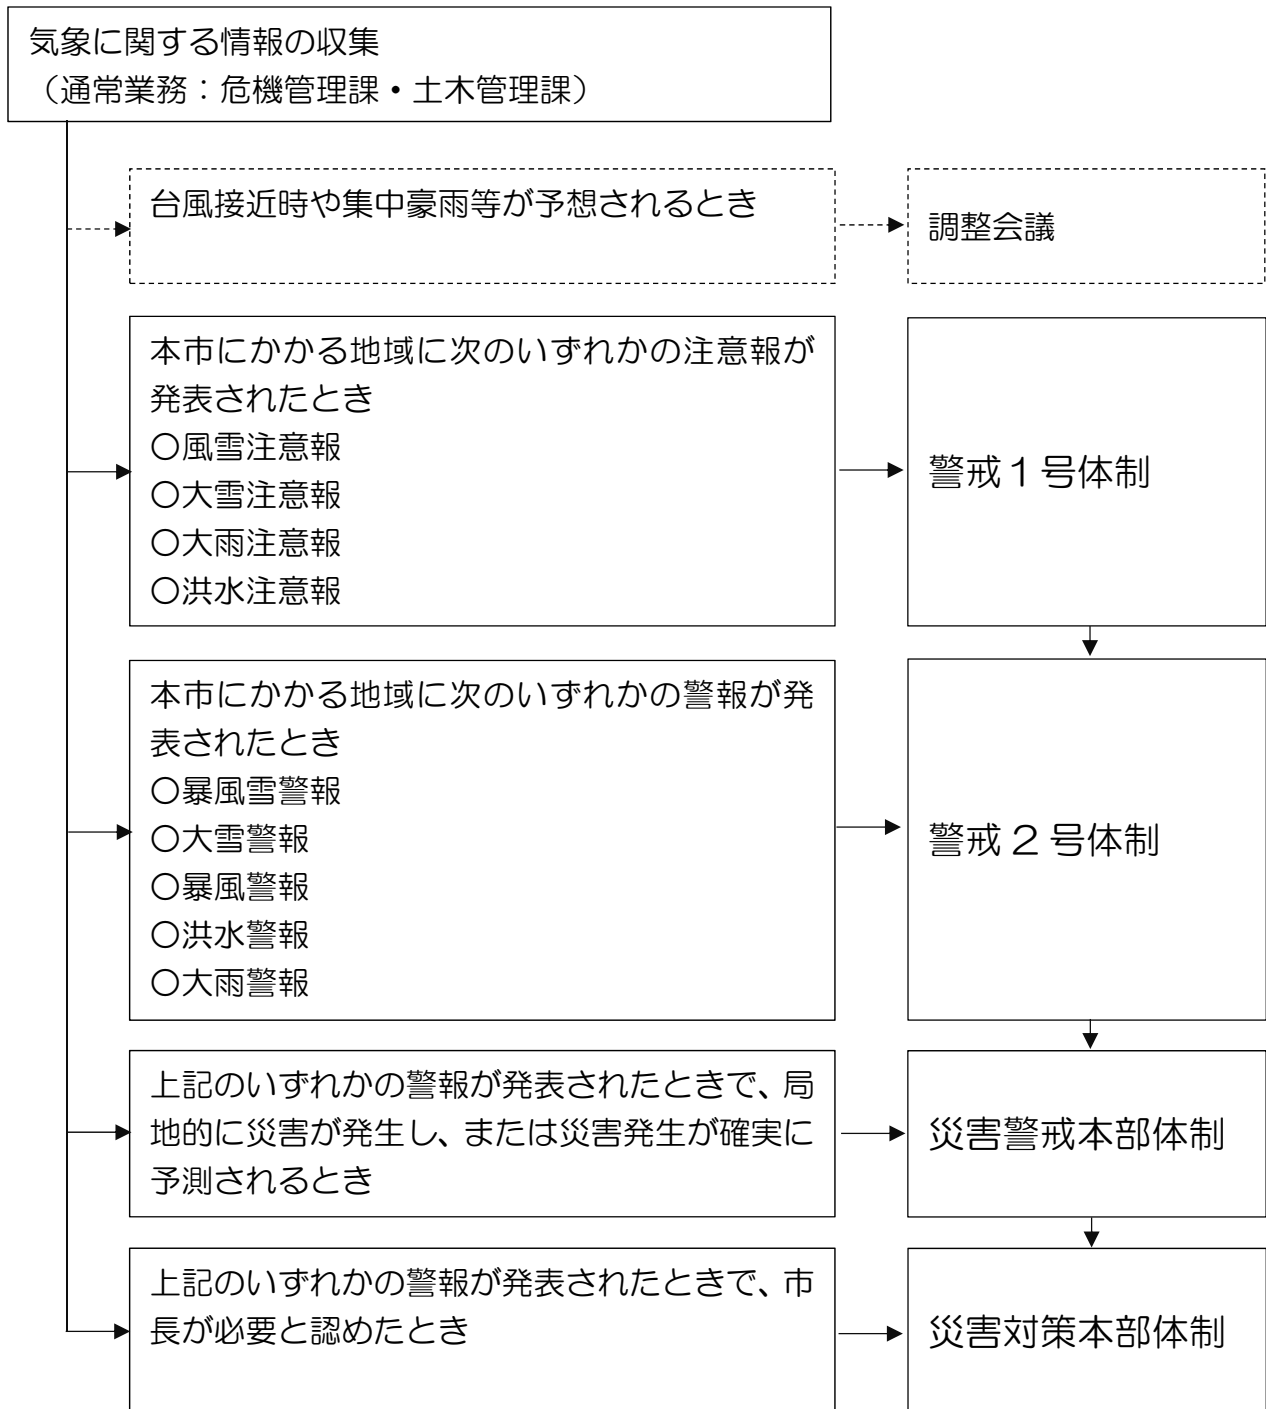 気象に関する情報の収集
（通常業務：危機管理課・土木管理課）
台風接近時や集中豪雨等が予想されるとき
調整会議
本市にかかる地域に次のいずれかの注意報が
発表されたとき
〇風雪注意報
〇大雪注意報
〇大雨注意報
〇洪水注意報
警戒１号体制
本市にかかる地域に次のいずれかの警報が発
表されたとき
〇暴風雪警報
〇大雪警報
〇暴風警報
〇洪水警報
〇大雨警報
警戒２号体制
上記のいずれかの警報が発表されたときで、局
地的に災害が発生し、または災害発生が確実に
予測されるとき
災害警戒本部体制
上記のいずれかの警報が発表されたときで、市
長が必要と認めたとき
災害対策本部体制